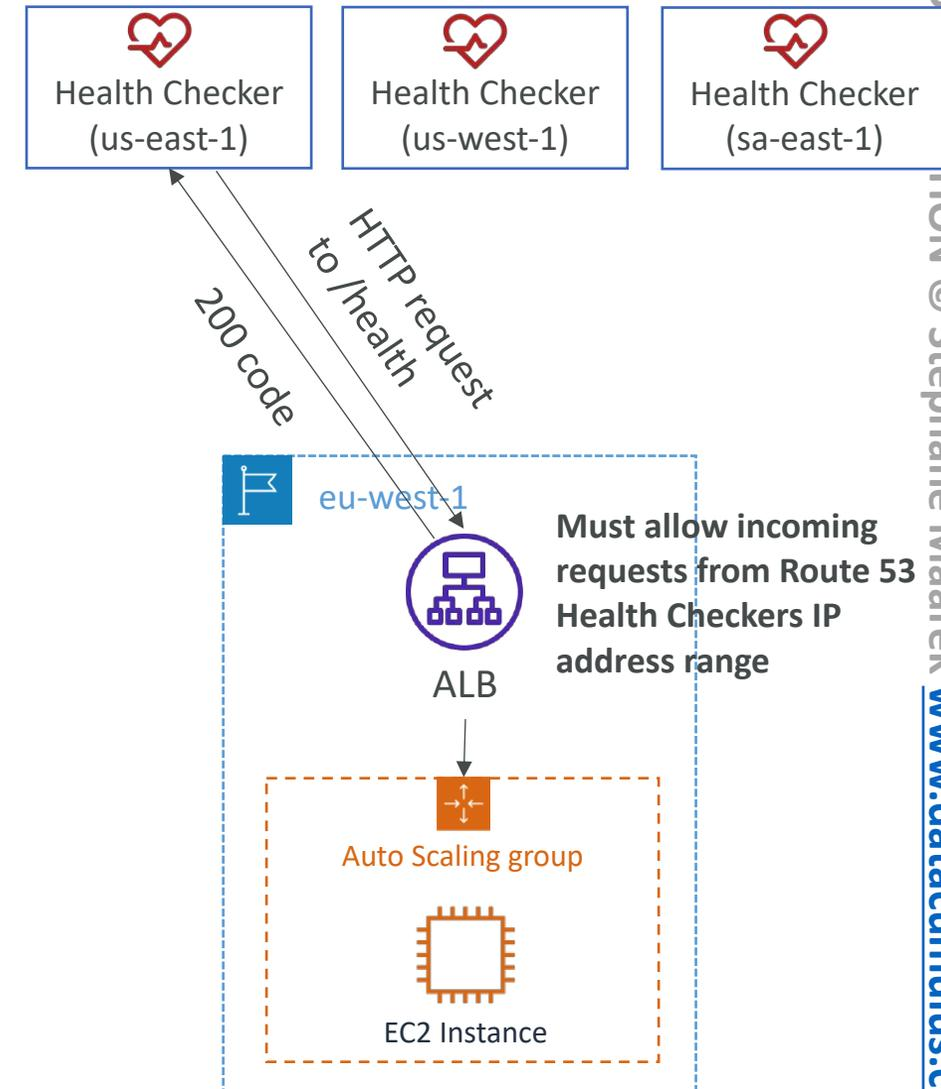 Health Checker
(us-east-1)
Health Checker
(us-west-1)
Health Checker
(sa-east-1)
HTTP request
to /health
200 code
eu-west-1
Must allow incoming
requests from Route 53
Health Checkers IP
address range
ALB
Auto Scaling group
EC2 Instance
© Stephane Maarek